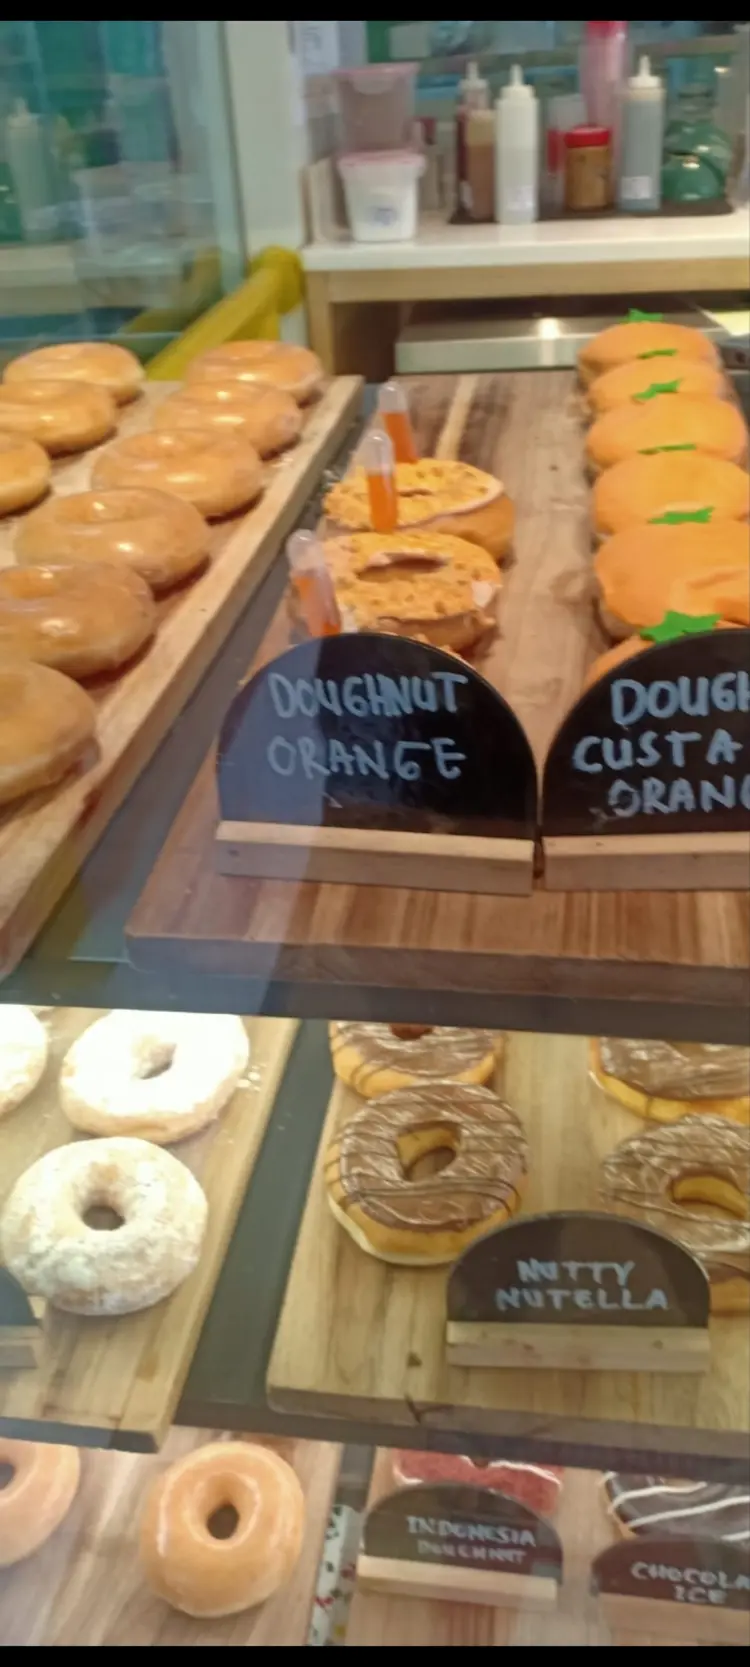 DOUGHNUT
ORANGE
DOUGH
CUSTA
ORANG
NUTTY
NUTELLA
INDONESIA
DOUGHNUT
CHOCOLA
ICE